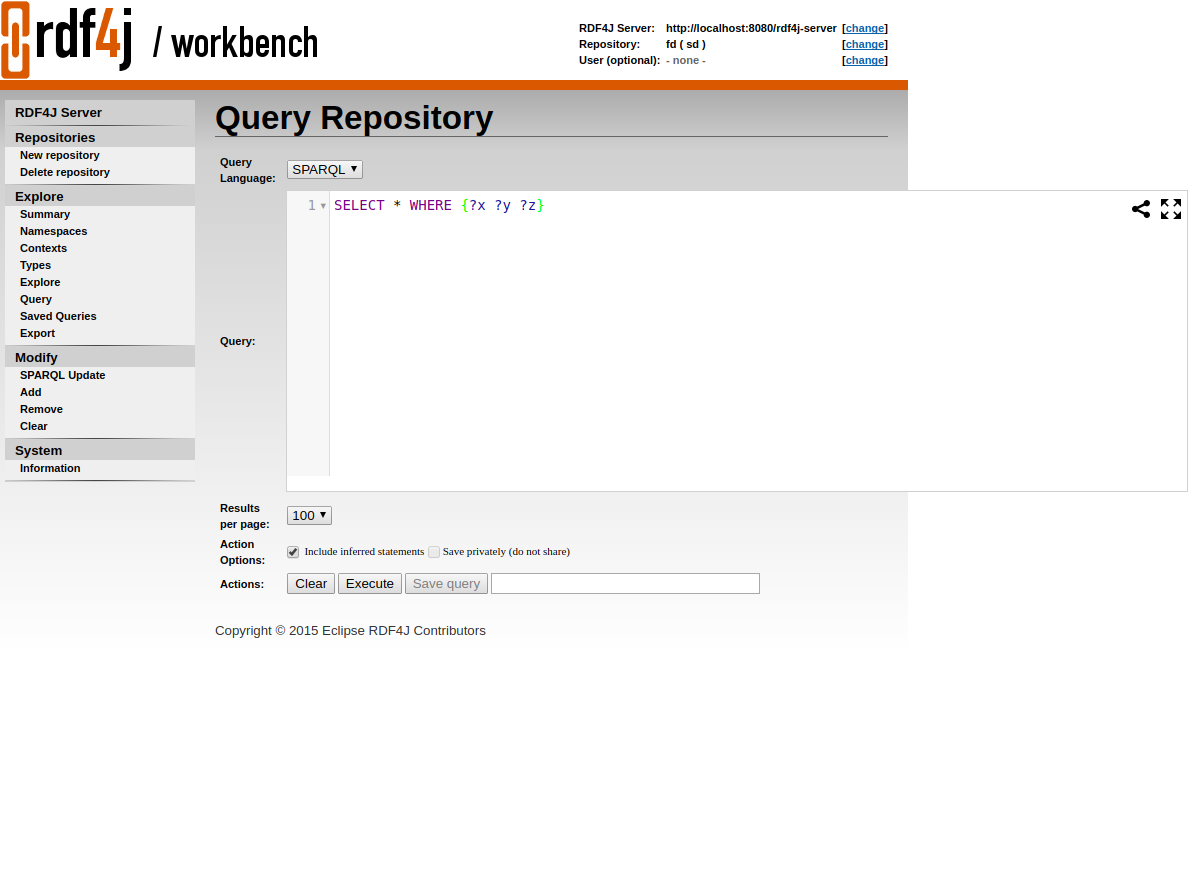 rdf4j / workbench
RDF4J Server: http://localhost:8080/rdf4j-server [change]
Repository: fd ( sd ) [change]
User (optional): - none - [change]
RDF4J Server
Repositories
New repository
Delete repository
Explore
Summary
Namespaces
Contexts
Types
Explore
Query
Saved Queries
Export
Modify
SPARQL Update
Add
Remove
Clear
System
Information
Query Repository
Query
Language: SPARQL
Query:
1 SELECT * WHERE {?x ?y ?z}
Results
per page: 100
Action
Options: Include inferred statements Save privately (do not share)
Actions: Clear Execute Save query
Copyright © 2015 Eclipse RDF4J Contributors